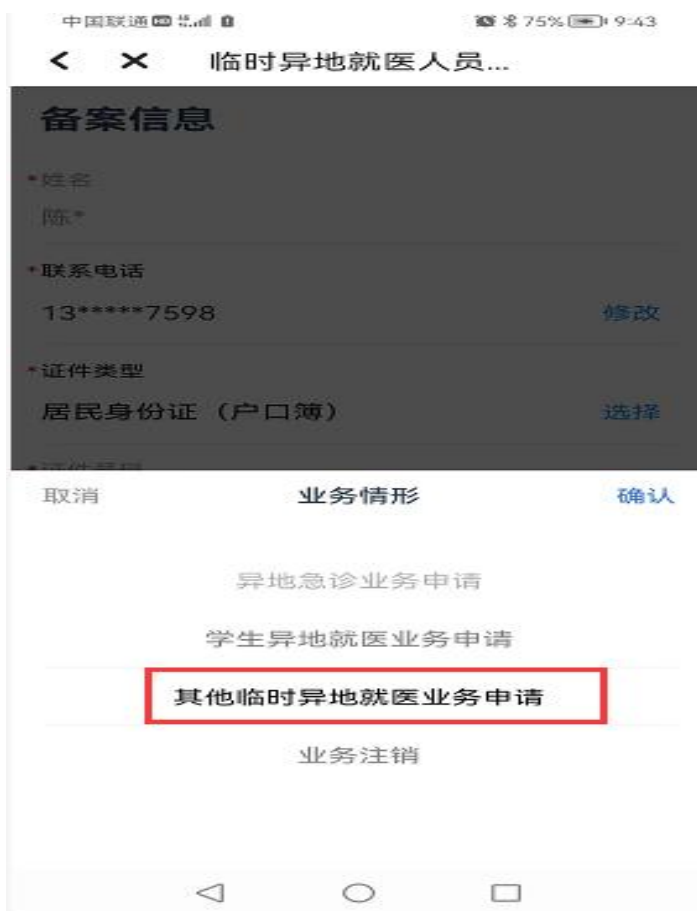 中国联通 HD 75% 9:43
临时异地就医人员...
备案信息
*姓名
陈*
*联系电话
13*****7598 修改
*证件类型
居民身份证（户口簿） 选择
取消 业务情形 确认
异地急诊业务申请
学生异地就医业务申请
其他临时异地就医业务申请
业务注销